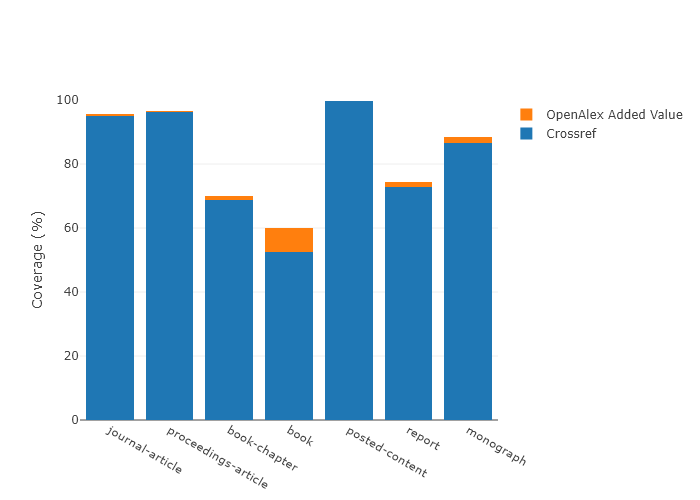 100
80
60
40
20
0
Coverage (%)
journal-article
proceedings-article
book-chapter
book
posted-content
report
monograph
OpenAlex Added Value
Crossref